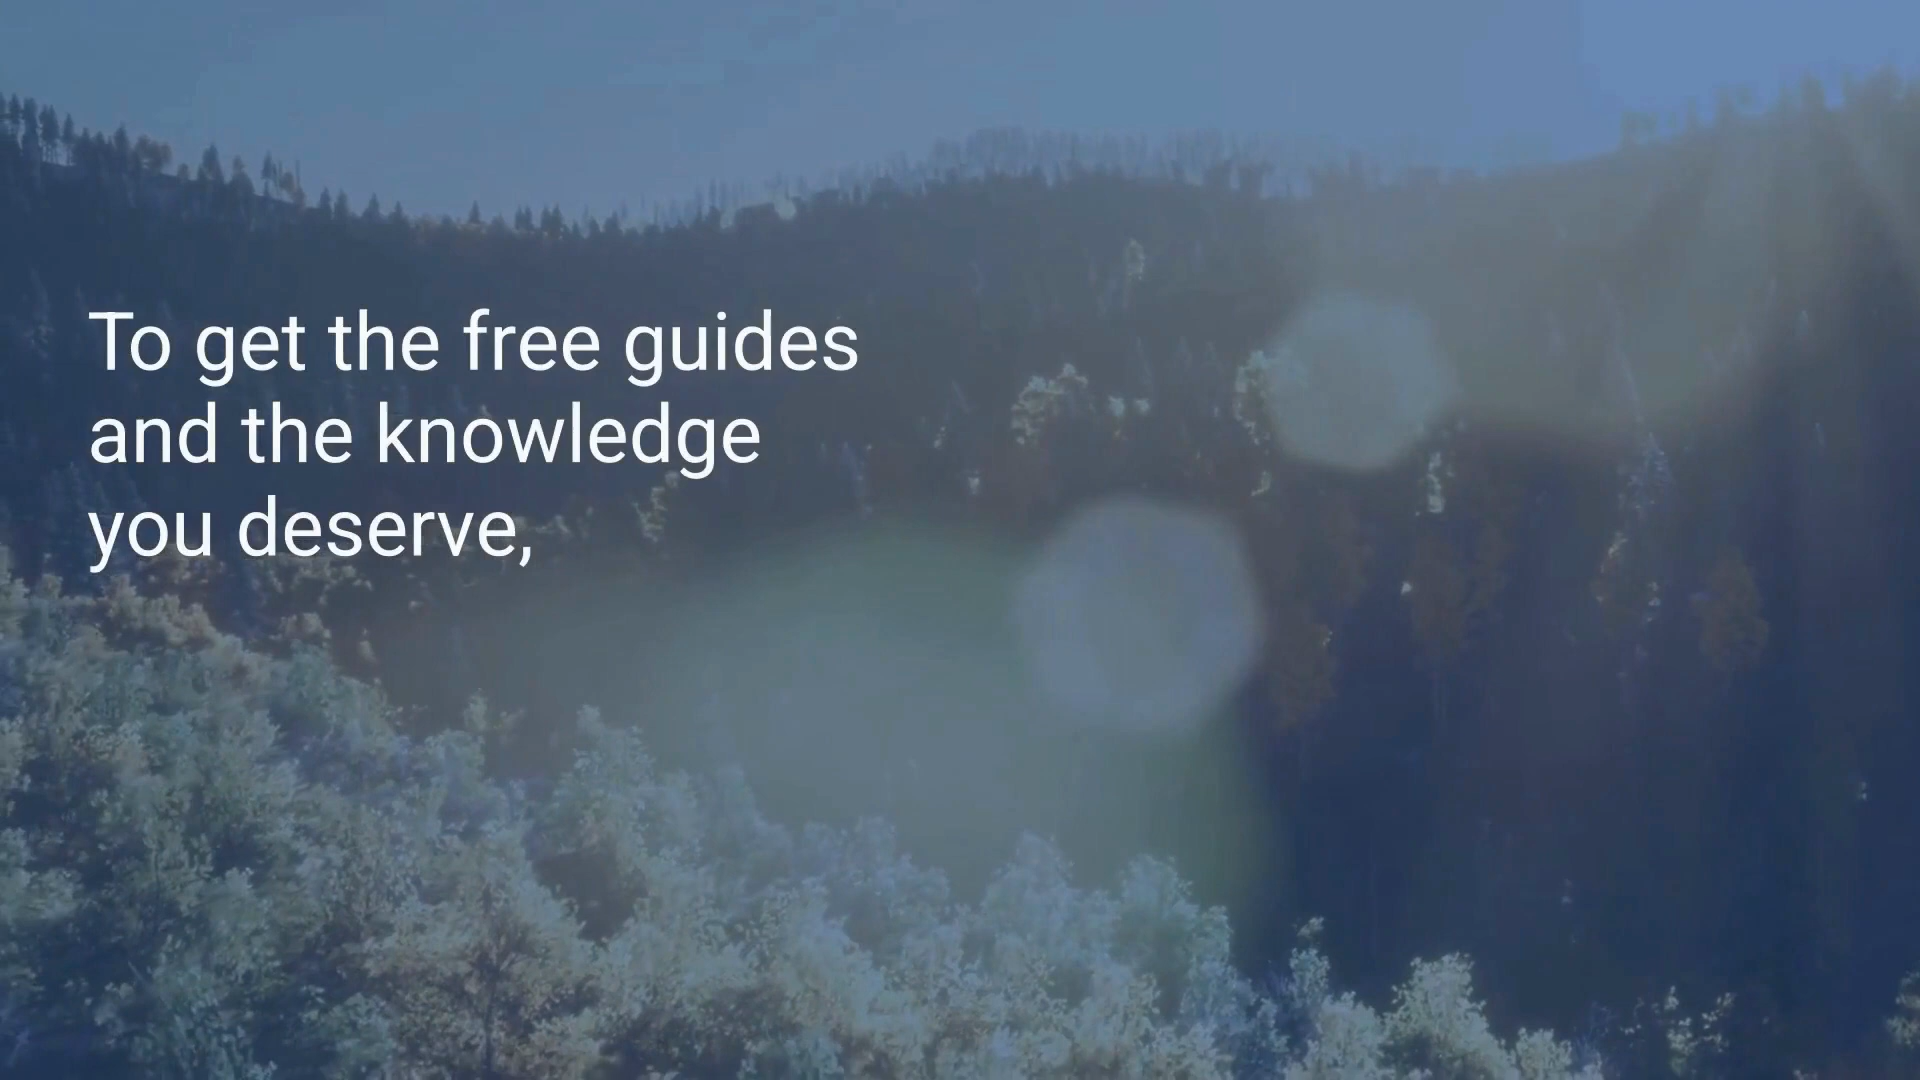 To get the free guides
and the knowledge
you deserve,